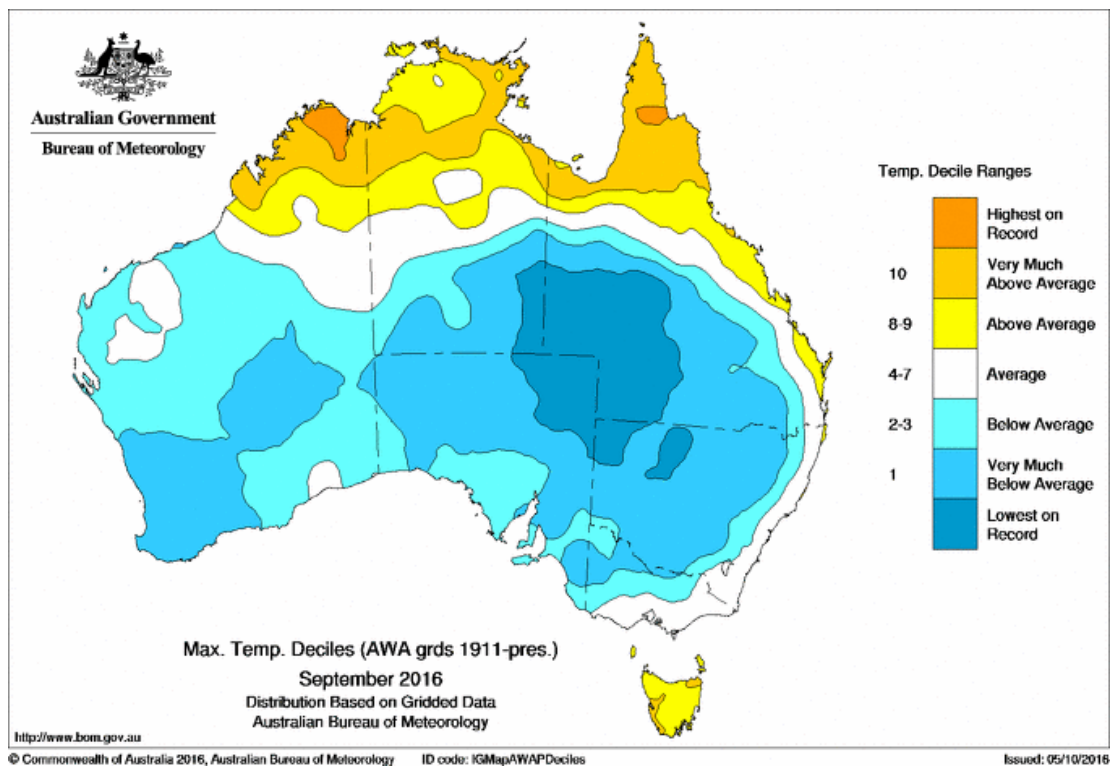 Australian Government
Bureau of Meteorology
Temp. Decile Ranges
Highest on
Record
10
Very Much
Above Average
8-9
Above Average
4-7
Average
2-3
Below Average
1
Very Much
Below Average
Lowest on
Record
Max. Temp. Deciles (AWA grds 1911-pres.)
September 2016
Distribution Based on Gridded Data
Australian Bureau of Meteorology
http://www.bom.gov.au
© Commonwealth of Australia 2016, Australian Bureau of Meteorology ID code: IGMapAWAPDeciles Issued: 05/10/2016